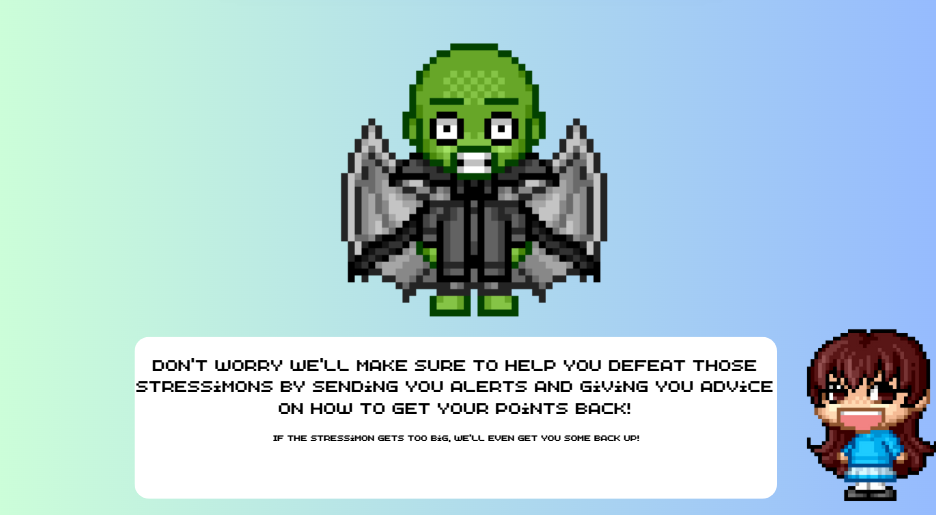 DON'T WORRY WE'LL MAKE SURE TO HELP YOU DEFEAT THOSE
STRESSiMONS BY SENDiNG YOU ALERTS AND GiViNG YOU ADViCE
ON HOW TO GET YOUR POiNTS BACK!
IF THE STRESSiMON GETS TOO BiG, WE'LL EVEN GET YOU SOME BACK UP!